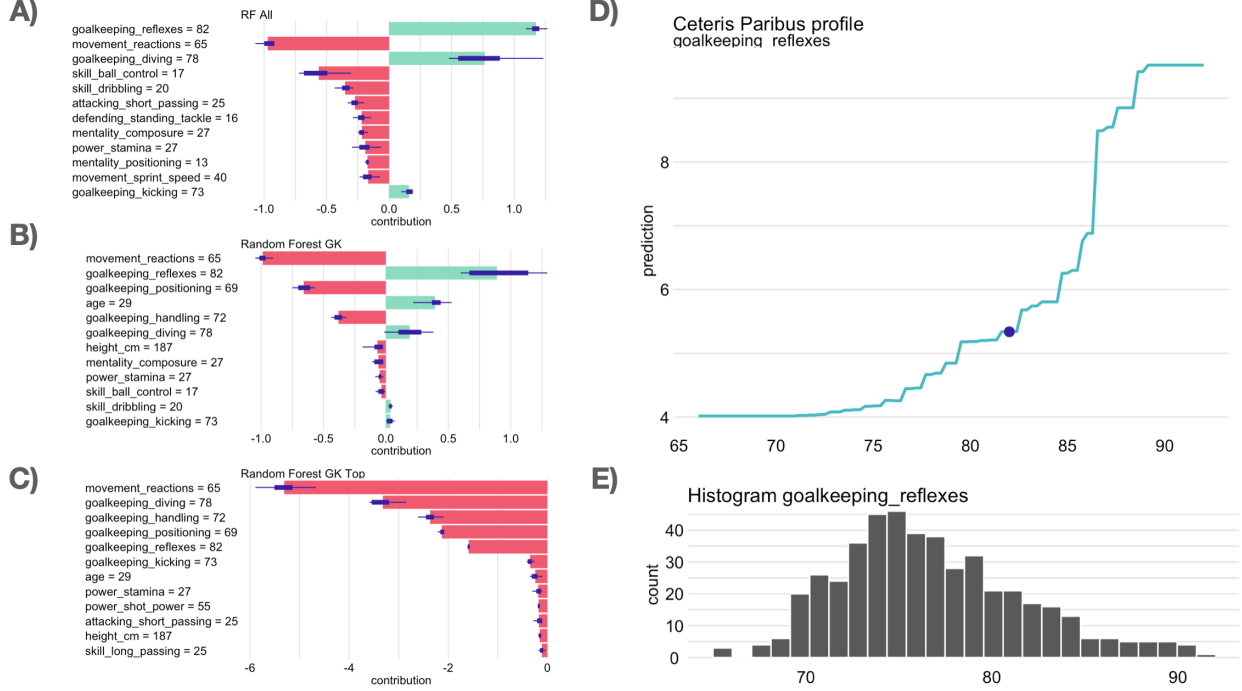 A)
RF All
goalkeeping_reflexes = 82
movement_reactions = 65
goalkeeping_diving = 78
skill_ball_control = 17
skill_dribbling = 20
attacking_short_passing = 25
defending_standing_tackle = 16
mentality_composure = 27
power_stamina = 27
mentality_positioning = 13
movement_sprint_speed = 40
goalkeeping_kicking = 73
-1.0 -0.5 0.0 0.5 1.0
contribution
B)
Random Forest GK
movement_reactions = 65
goalkeeping_reflexes = 82
goalkeeping_positioning = 69
age = 29
goalkeeping_handling = 72
goalkeeping_diving = 78
height_cm = 187
mentality_composure = 27
power_stamina = 27
skill_ball_control = 17
skill_dribbling = 20
goalkeeping_kicking = 73
-1.0 -0.5 0.0 0.5 1.0
contribution
C)
Random Forest GK Top
movement_reactions = 65
goalkeeping_diving = 78
goalkeeping_handling = 72
goalkeeping_positioning = 69
goalkeeping_reflexes = 82
goalkeeping_kicking = 73
age = 29
power_stamina = 27
power_shot_power = 55
attacking_short_passing = 25
height_cm = 187
skill_long_passing = 25
-6 -4 -2 0
contribution
D)
Ceteris Paribus profile
goalkeeping_reflexes
prediction
8
6
4
65 70 75 80 85 90
E)
Histogram goalkeeping_reflexes
count
40
30
20
10
0
70 80 90